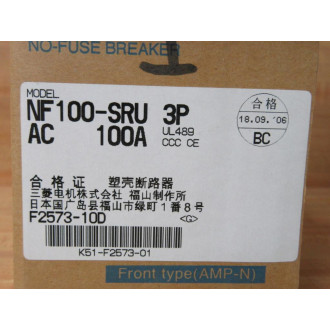 NO-FUSE BREAKER
MODEL
NF100-SRU 3P
AC 100A
UL489
CCC CE
合格
18.09.'06
BC
合格证 塑壳断路器
三菱电机株式会社 福山制作所
日本国广岛县福山市绿町1番8号
F2573-10D
<G>
K51-F2573-01
Front type(AMP-N)